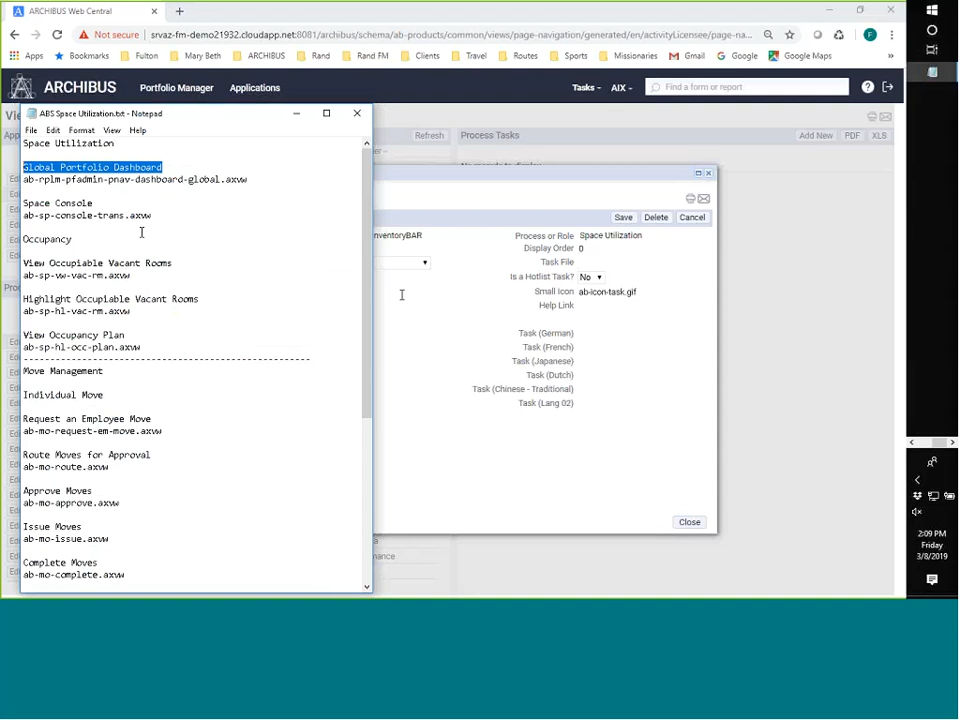 ARCHIBUS Web Central
Not secure | srvaz-fm-demo21932.cloudapp.net:8081/archibus/schema/ab-products/common/views/page-navigation/generated/en/activityLicensee/page-na...
Apps Bookmarks Fulton Mary Beth ARCHIBUS Rand Rand FM Clients Travel Routes Sports Missionaries Gmail Google Google Maps
ARCHIBUS Portfolio Manager Applications Tasks AIX Find a form or report
ABS Space Utilization.txt - Notepad
File Edit Format View Help
Space Utilization
Global Portfolio Dashboard
ab-rplm-pfadmin-pnav-dashboard-global.axvw
Space Console
ab-sp-console-trans.axvw
Occupancy
View Occupiable Vacant Rooms
ab-sp-vw-vac-rm.axvw
Highlight Occupiable Vacant Rooms
ab-sp-hl-vac-rm.axvw
View Occupancy Plan
ab-sp-hl-occ-plan.axvw
------------------------------------------------------------
Move Management
Individual Move
Request an Employee Move
ab-mo-request-em-move.axvw
Route Moves for Approval
ab-mo-route.axvw
Approve Moves
ab-mo-approve.axvw
Issue Moves
ab-mo-issue.axvw
Complete Moves
ab-mo-complete.axvw
Refresh
Process Tasks
Add New PDF XLS
Save Delete Cancel
nventoryBAR
Process or Role Space Utilization
Display Order 0
Task File
Is a Hotlist Task? No
Small Icon ab-icon-task.gif
Help Link
Task (German)
Task (French)
Task (Japanese)
Task (Dutch)
Task (Chinese - Traditional)
Task (Lang 02)
Close
2:09 PM
Friday
3/8/2019